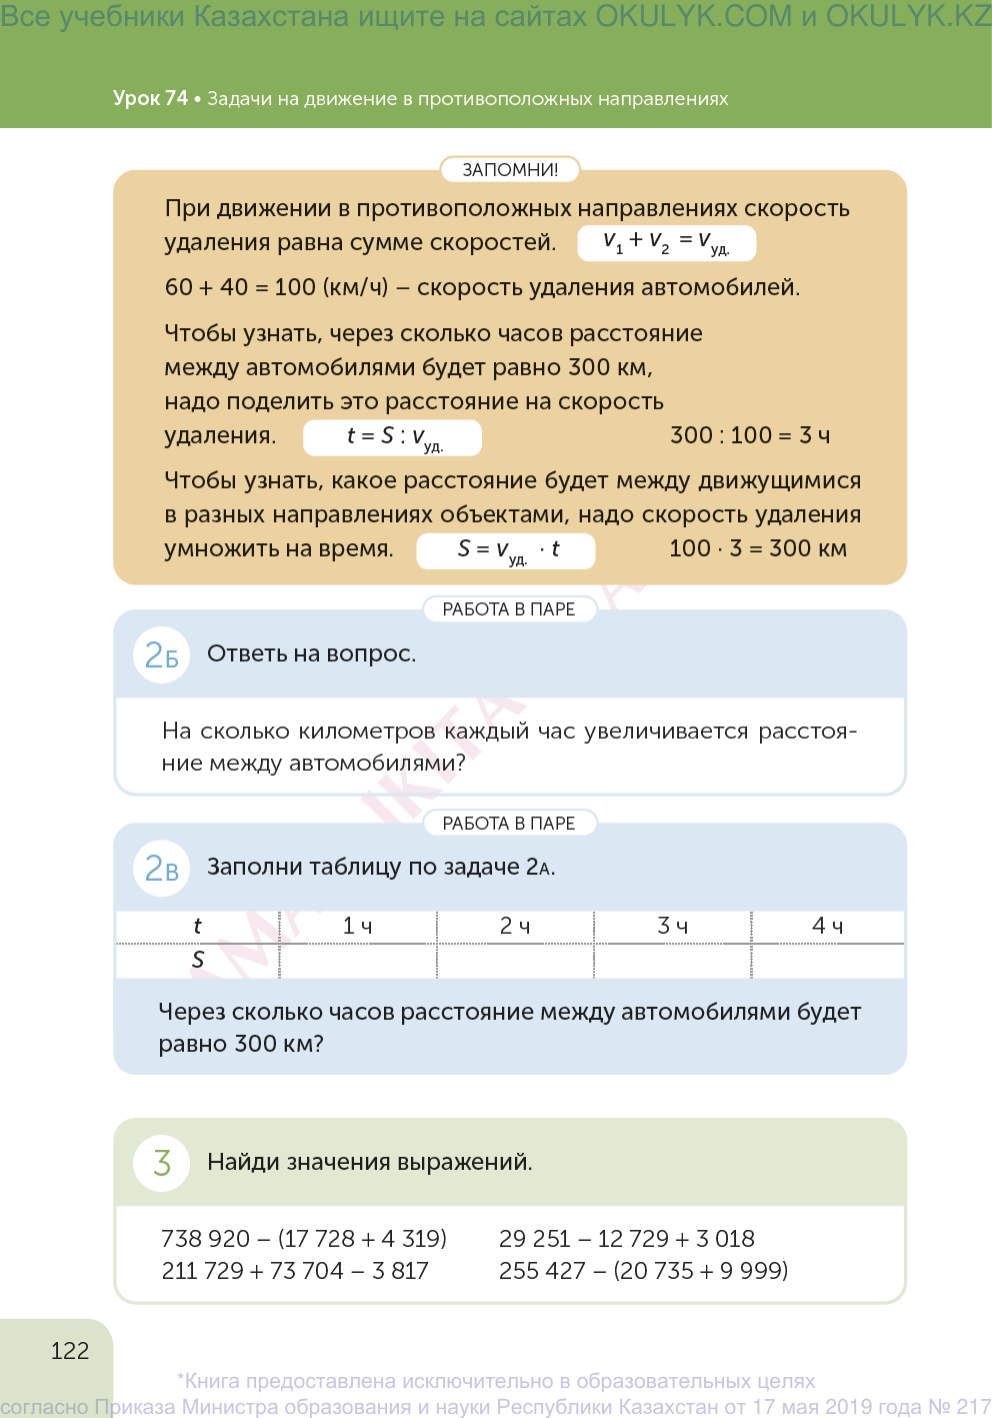 Все учебники Казахстана ищите на сайтах OKULYK.COM и OKULYK.KZ
Урок 74 • Задачи на движение в противоположных направлениях
ЗАПОМНИ!
При движении в противоположных направлениях скорость
удаления равна сумме скоростей. v₁ + v₂ = vуд.
60 + 40 = 100 (км/ч) – скорость удаления автомобилей.
Чтобы узнать, через сколько часов расстояние
между автомобилями будет равно 300 км,
надо поделить это расстояние на скорость
удаления. t = S : vуд. 300 : 100 = 3 ч
Чтобы узнать, какое расстояние будет между движущимися
в разных направлениях объектами, надо скорость удаления
умножить на время. S = vуд. · t 100 · 3 = 300 км
РАБОТА В ПАРЕ
2Б Ответь на вопрос.
На сколько километров каждый час увеличивается расстоя-
ние между автомобилями?
РАБОТА В ПАРЕ
2В Заполни таблицу по задаче 2А.
t 1 ч 2 ч 3 ч 4 ч
S
Через сколько часов расстояние между автомобилями будет
равно 300 км?
3 Найди значения выражений.
738 920 – (17 728 + 4 319) 29 251 – 12 729 + 3 018
211 729 + 73 704 – 3 817 255 427 – (20 735 + 9 999)
122
*Книга предоставлена исключительно в образовательных целях
согласно Приказа Министра образования и науки Республики Казахстан от 17 мая 2019 года № 217